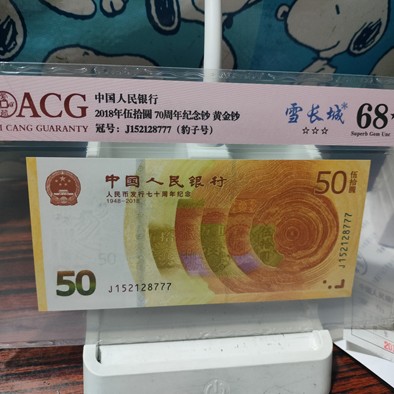 ACG
CANG GUARANTY
中国人民银行
2018年伍拾圆 70周年纪念钞 黄金钞
冠号：J152128777（豹子号）
雪长城
☆☆☆
68
Superb Gem Unc
中国人民银行
人民币发行七十周年纪念
1948-2018
50
伍拾圆
50
J152128777
J152128777